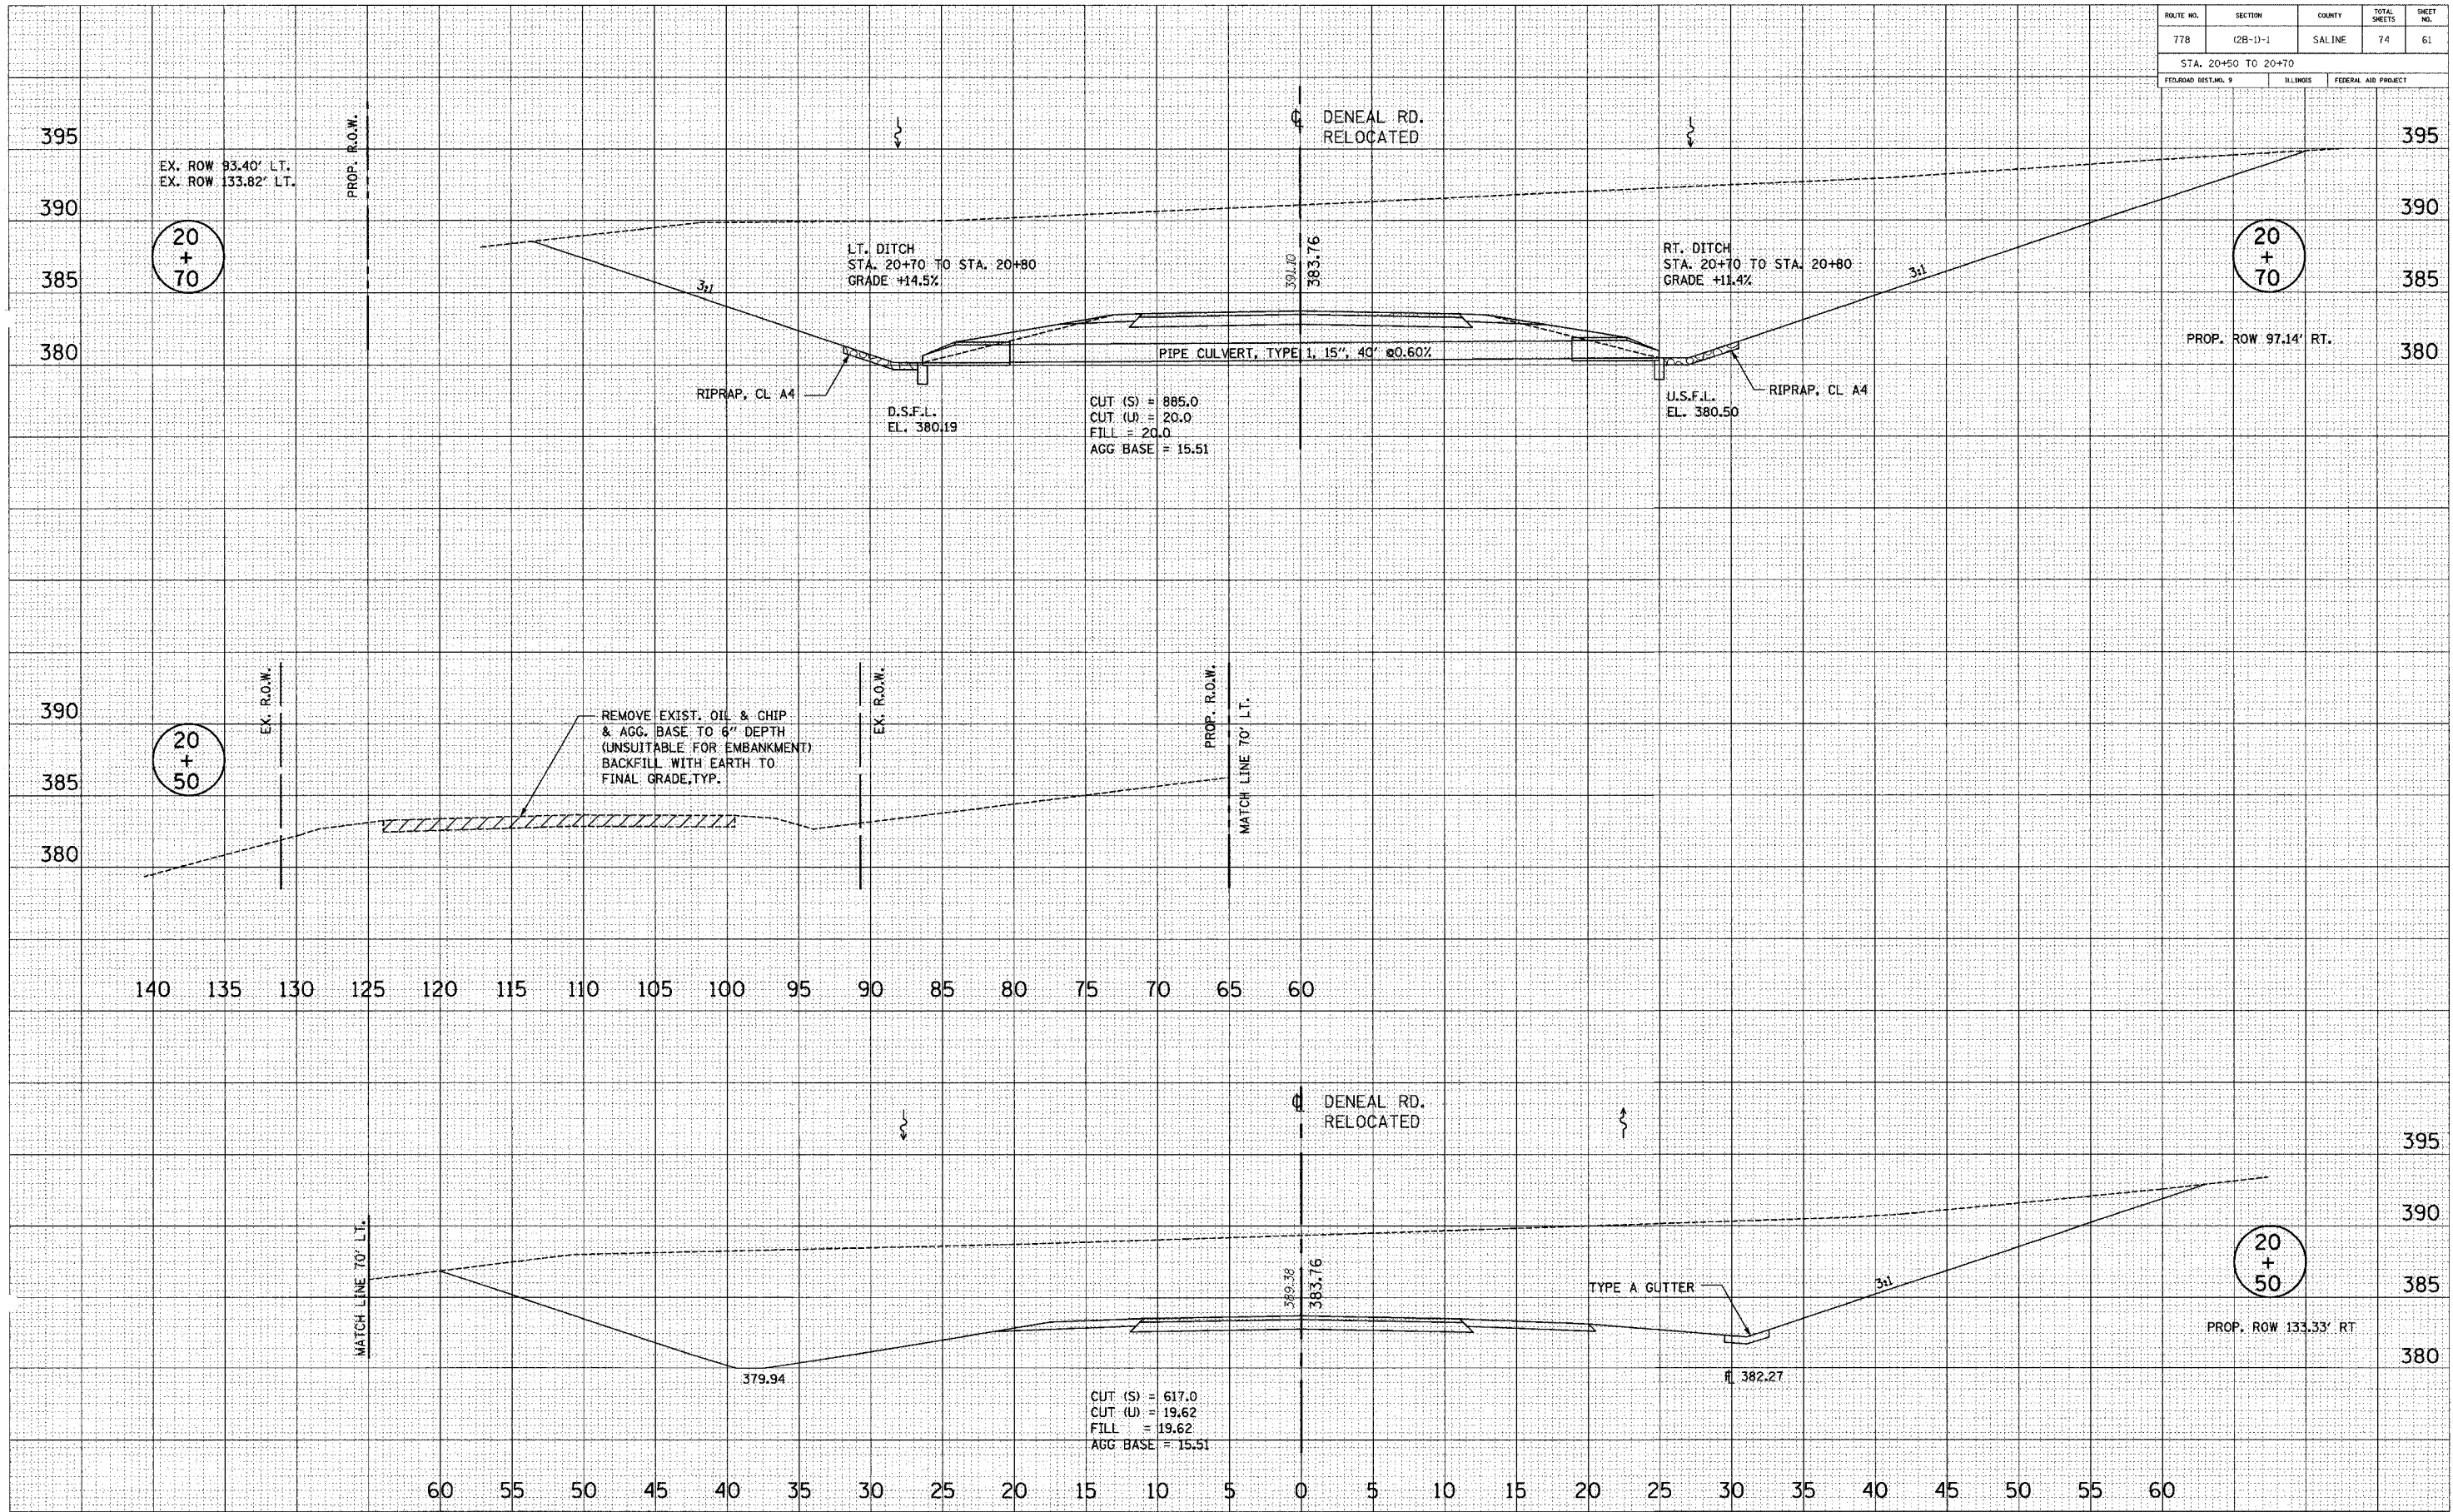 ROUTE NO. SECTION COUNTY TOTAL SHEETS SHEET NO.
778 (2B-1)-1 SALINE 74 61
STA. 20+50 TO 20+70
FED.ROAD DIST.NO. 9 ILLINOIS FEDERAL AID PROJECT
395
390
385
380
EX. ROW 93.40' LT.
EX. ROW 133.82' LT.
20
+
70
PROP. R.O.W.
3:1
LT. DITCH
STA. 20+70 TO STA. 20+80
GRADE +14.5%
RIPRAP, CL A4
D.S.F.L.
EL. 380.19
℄ DENEAL RD.
RELOCATED
391.10
383.76
PIPE CULVERT, TYPE 1, 15", 40' @0.60%
CUT (S) = 885.0
CUT (U) = 20.0
FILL = 20.0
AGG BASE = 15.51
RT. DITCH
STA. 20+70 TO STA. 20+80
GRADE +11.4%
U.S.F.L.
EL. 380.50
RIPRAP, CL A4
3:1
20
+
70
PROP. ROW 97.14' RT.
395
390
385
380
390
385
380
20
+
50
EX. R.O.W.
REMOVE EXIST. OIL & CHIP
& AGG. BASE TO 6" DEPTH
(UNSUITABLE FOR EMBANKMENT)
BACKFILL WITH EARTH TO
FINAL GRADE,TYP.
EX. R.O.W.
PROP. R.O.W.
MATCH LINE 70' LT.
140 135 130 125 120 115 110 105 100 95 90 85 80 75 70 65 60
℄ DENEAL RD.
RELOCATED
MATCH LINE 70' LT.
379.94
389.38
383.76
CUT (S) = 617.0
CUT (U) = 19.62
FILL = 19.62
AGG BASE = 15.51
TYPE A GUTTER
3:1
FL 382.27
395
390
385
380
20
+
50
PROP. ROW 133.33' RT
60 55 50 45 40 35 30 25 20 15 10 5 0 5 10 15 20 25 30 35 40 45 50 55 60